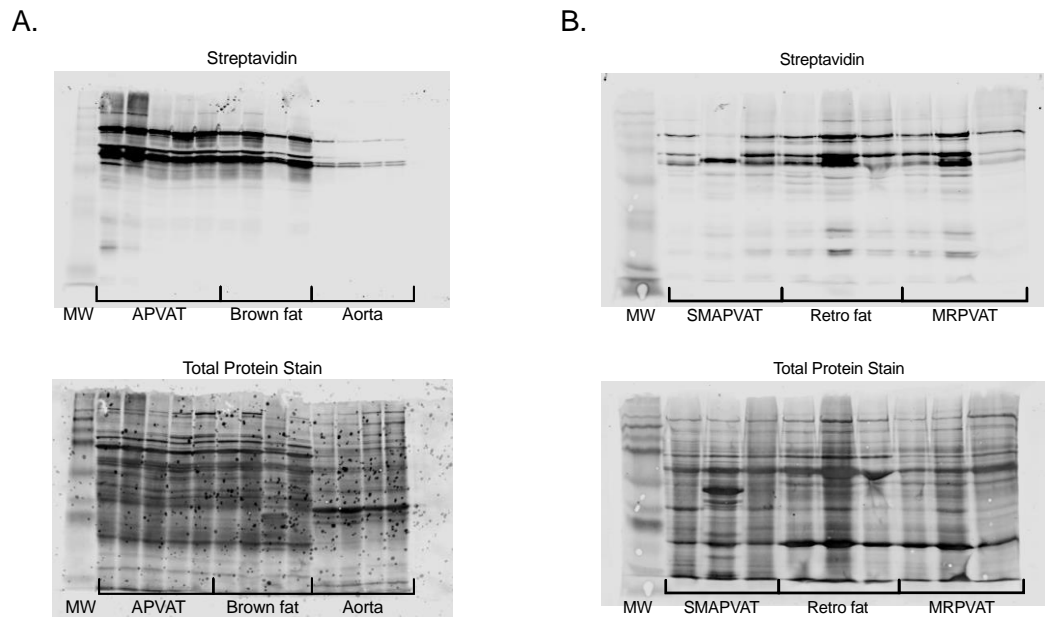 A.
Streptavidin
MW APVAT Brown fat Aorta
Total Protein Stain
MW APVAT Brown fat Aorta
B.
Streptavidin
MW SMAPVAT Retro fat MRPVAT
Total Protein Stain
MW SMAPVAT Retro fat MRPVAT